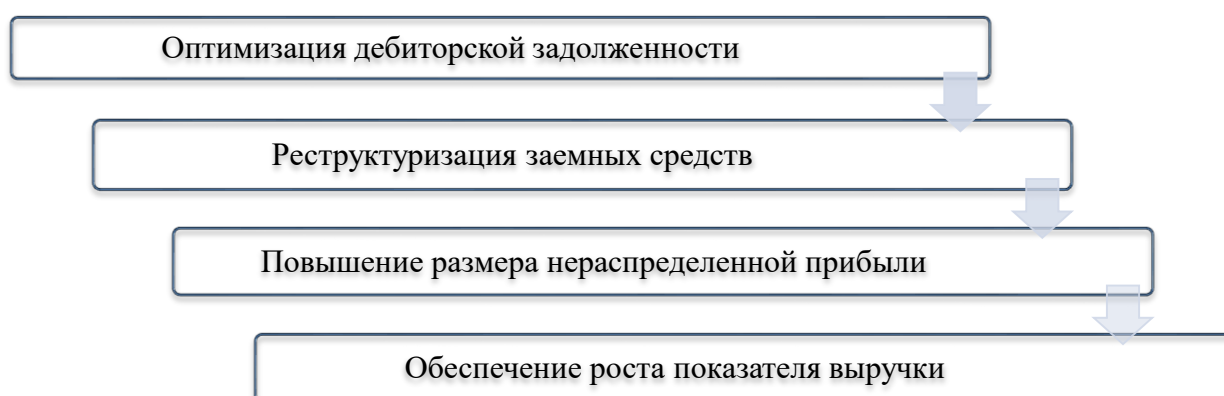 Оптимизация дебиторской задолженности
Реструктуризация заемных средств
Повышение размера нераспределенной прибыли
Обеспечение роста показателя выручки